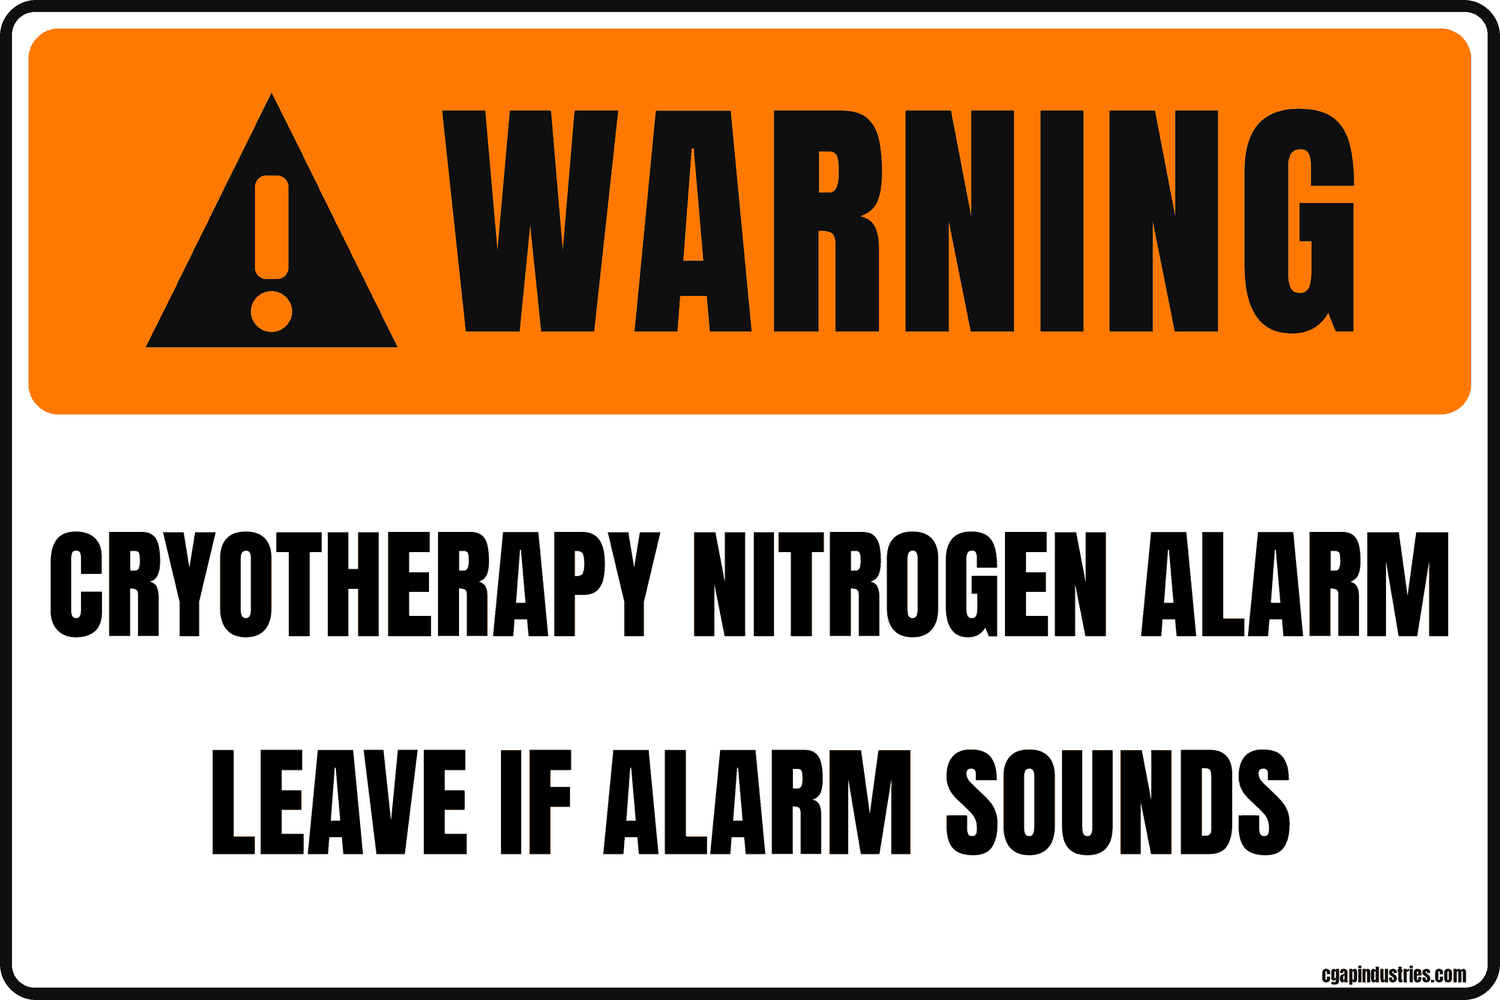 WARNING
CRYOTHERAPY NITROGEN ALARM
LEAVE IF ALARM SOUNDS
cgapindustries.com